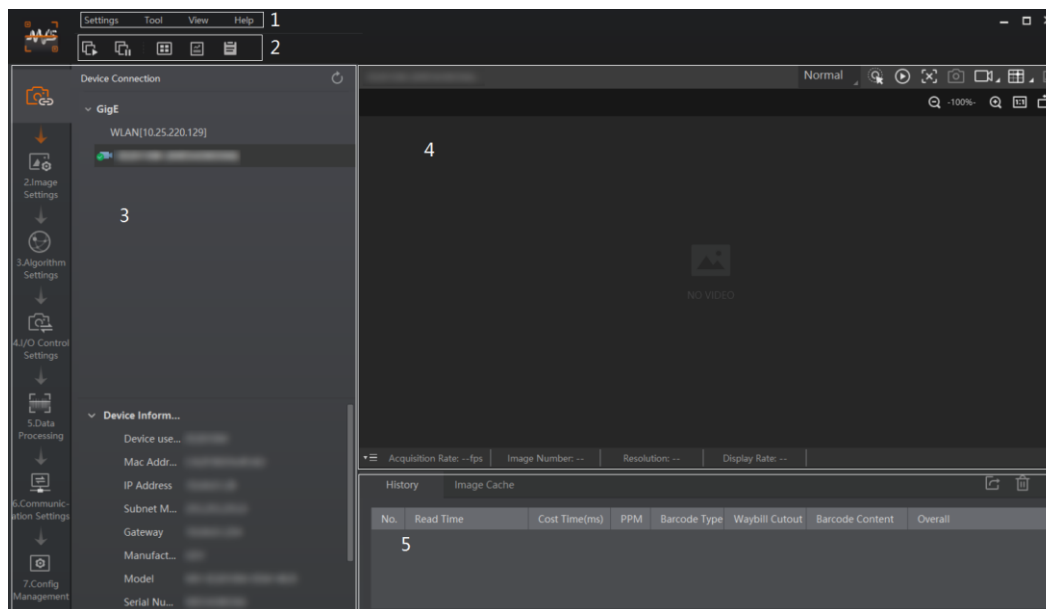 Settings Tool View Help 1
2
Device Connection
GigE
WLAN[10.25.220.129]
3
2.Image
Settings
3.Algorithm
Settings
4.I/O Control
Settings
5.Data
Processing
6.Communic-
ation Settings
7.Config
Management
Device Inform...
Device use...
Mac Addr...
IP Address
Subnet M...
Gateway
Manufact...
Model
Serial Nu...
Normal
-100%- 1:1
4
NO VIDEO
Acquisition Rate: --fps Image Number: -- Resolution: -- Display Rate: --
History Image Cache
No. Read Time Cost Time(ms) PPM Barcode Type Waybill Cutout Barcode Content Overall
5